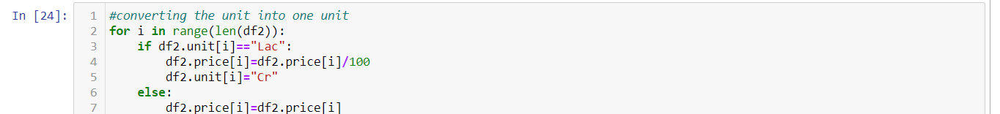 In [24]:
1 #converting the unit into one unit
2 for i in range(len(df2)):
3     if df2.unit[i]=="Lac":
4         df2.price[i]=df2.price[i]/100
5         df2.unit[i]="Cr"
6     else:
7         df2.price[i]=df2.price[i]